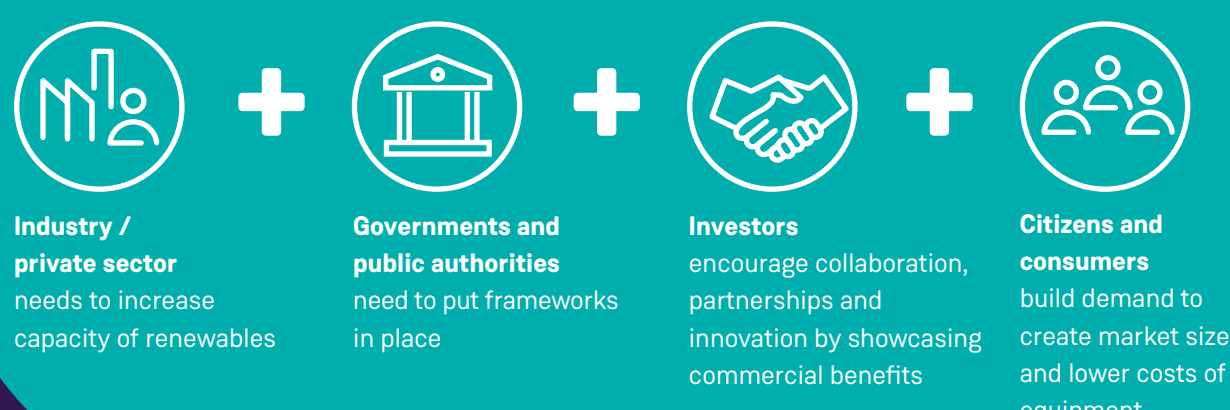 Industry /
private sector
needs to increase
capacity of renewables
Governments and
public authorities
need to put frameworks
in place
Investors
encourage collaboration,
partnerships and
innovation by showcasing
commercial benefits
Citizens and
consumers
build demand to
create market size
and lower costs of
equipment